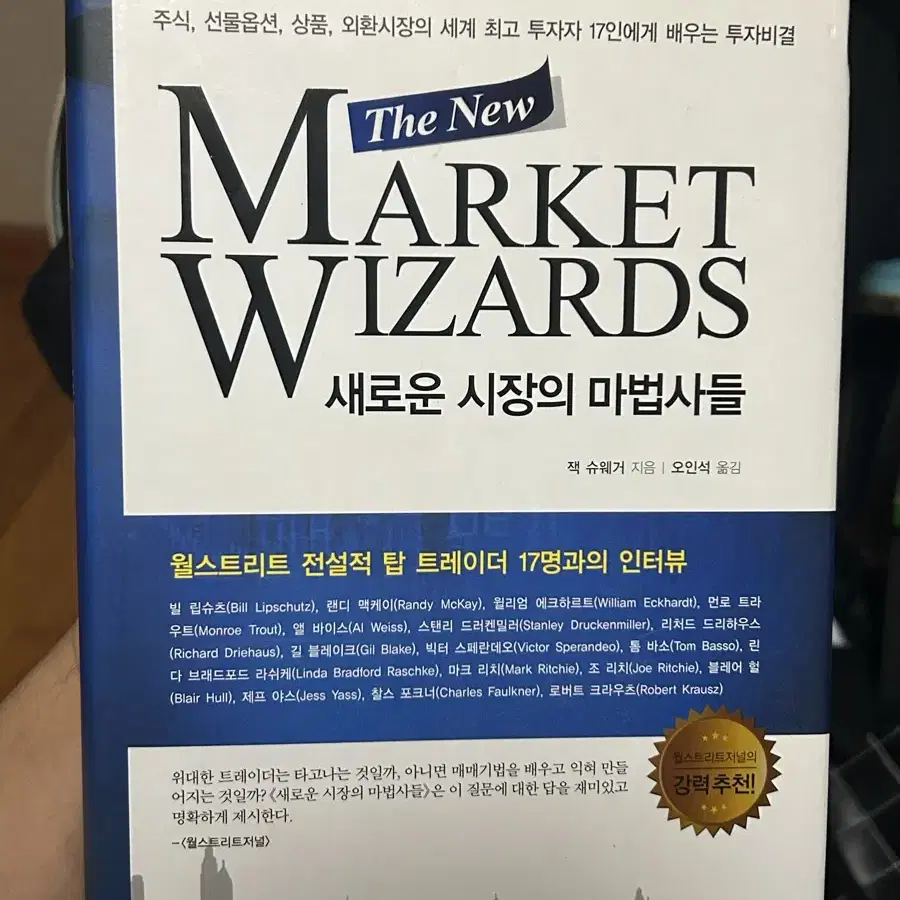 주식, 선물옵션, 상품, 외환시장의 세계 최고 투자자 17인에게 배우는 투자비결
The New
MARKET
WIZARDS
새로운 시장의 마법사들
잭 슈웨거 지음 | 오인석 옮김
월스트리트 전설적 탑 트레이더 17명과의 인터뷰
빌 립슈츠(Bill Lipschutz), 랜디 맥케이(Randy McKay), 윌리엄 에크하르트(William Eckhardt), 먼로 트라
우트(Monroe Trout), 앨 바이스(Al Weiss), 스탠리 드러켄밀러(Stanley Druckenmiller), 리처드 드리하우스
(Richard Driehaus), 길 블레이크(Gil Blake), 빅터 스페란데오(Victor Sperandeo), 톰 바소(Tom Basso), 린
다 브래드포드 라쉬케(Linda Bradford Raschke), 마크 리치(Mark Ritchie), 조 리치(Joe Ritchie), 블레어 헐
(Blair Hull), 제프 야스(Jess Yass), 찰스 포크너(Charles Faulkner), 로버트 크라우츠(Robert Krausz)
월스트리트저널의
강력추천!
위대한 트레이더는 타고나는 것일까, 아니면 매매기법을 배우고 익혀 만들
어지는 것일까? 《새로운 시장의 마법사들》은 이 질문에 대한 답을 재미있고
명확하게 제시한다.
-〈월스트리트저널〉